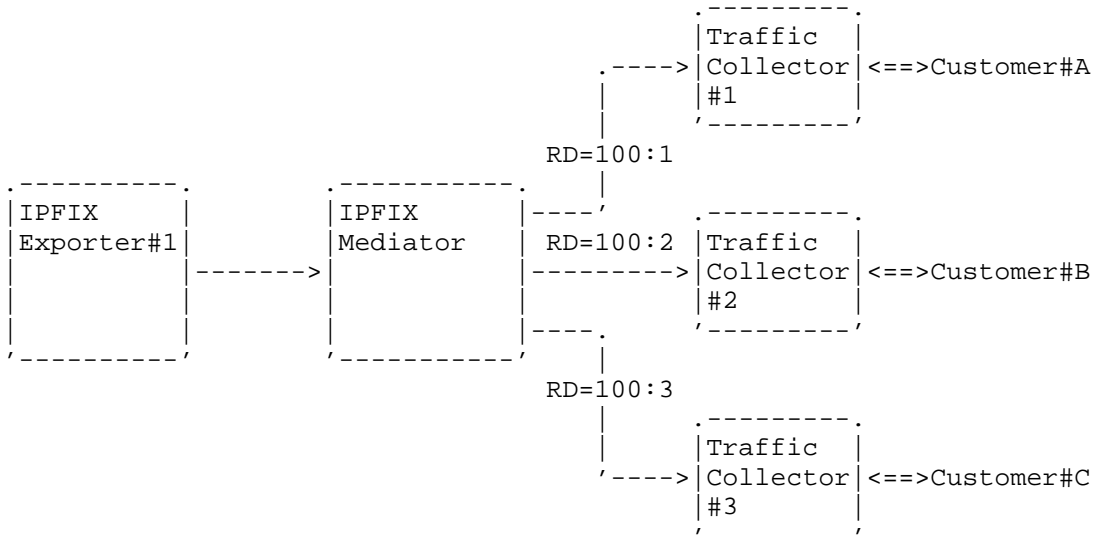 Traffic
Collector <==>Customer#A
#1
RD=100:1
IPFIX IPFIX
Exporter#1 Mediator RD=100:2 Traffic
Collector <==>Customer#B
#2
RD=100:3
Traffic
Collector <==>Customer#C
#3